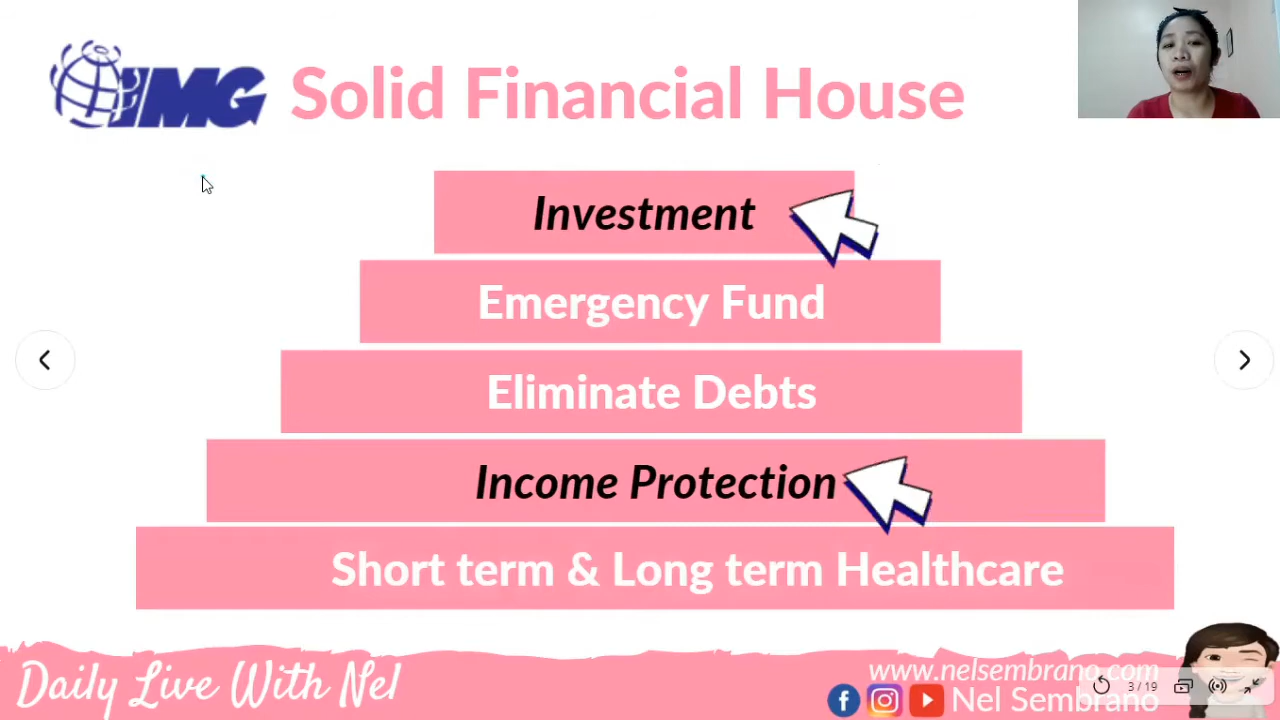 IMG
Solid Financial House
Investment
Emergency Fund
Eliminate Debts
Income Protection
Short term & Long term Healthcare
Daily Live With Nel
www.nelsembrano.com
Nel Sembrano
3 / 19